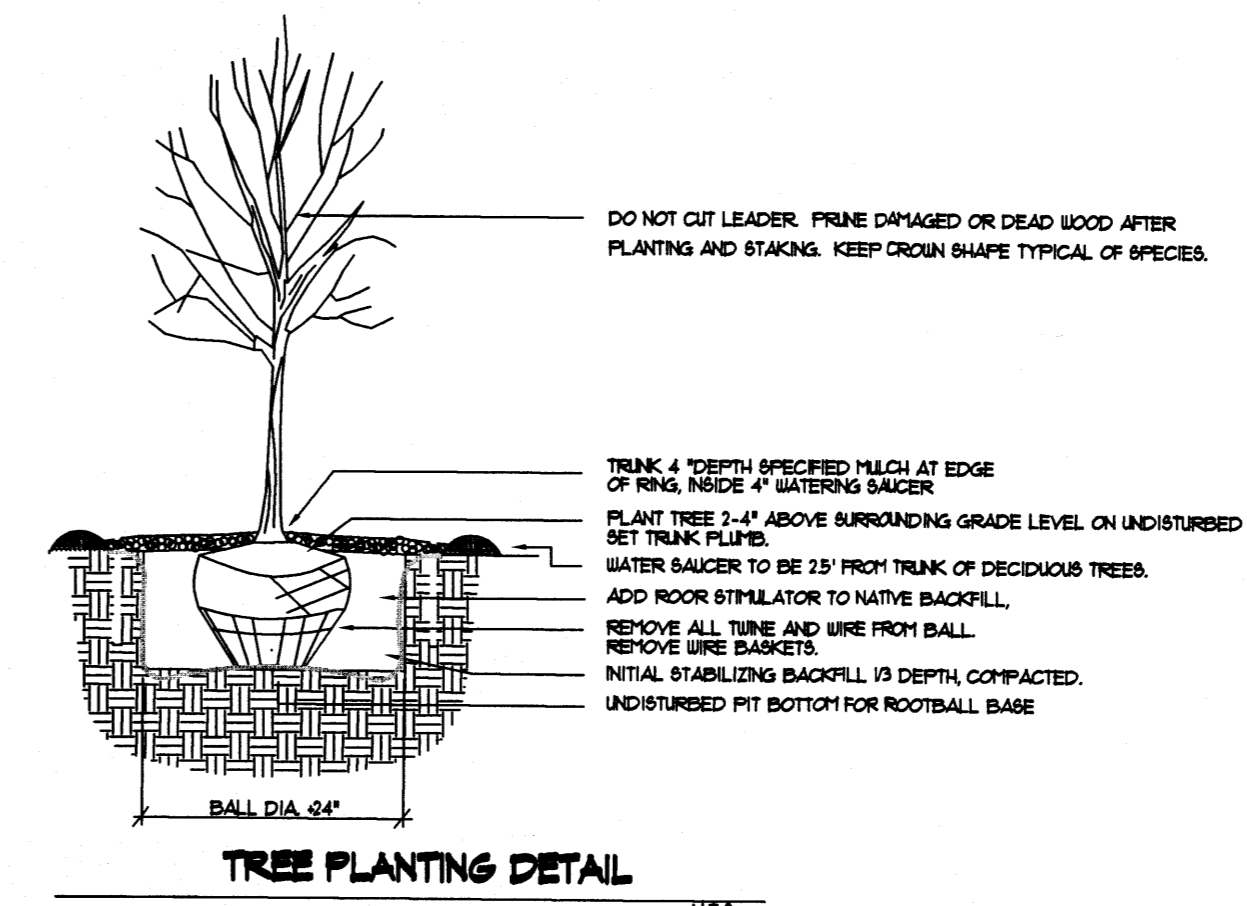 DO NOT CUT LEADER. PRUNE DAMAGED OR DEAD WOOD AFTER
PLANTING AND STAKING. KEEP CROWN SHAPE TYPICAL OF SPECIES.
TRUNK 4 "DEPTH SPECIFIED MULCH AT EDGE
OF RING, INSIDE 4" WATERING SAUCER
PLANT TREE 2-4" ABOVE SURROUNDING GRADE LEVEL ON UNDISTURBED
SET TRUNK PLUMB.
WATER SAUCER TO BE 2.5' FROM TRUNK OF DECIDUOUS TREES.
ADD ROOR STIMULATOR TO NATIVE BACKFILL,
REMOVE ALL TWINE AND WIRE FROM BALL.
REMOVE WIRE BASKETS.
INITIAL STABILIZING BACKFILL 1/3 DEPTH, COMPACTED.
UNDISTURBED PIT BOTTOM FOR ROOTBALL BASE
BALL DIA. +24"
TREE PLANTING DETAIL